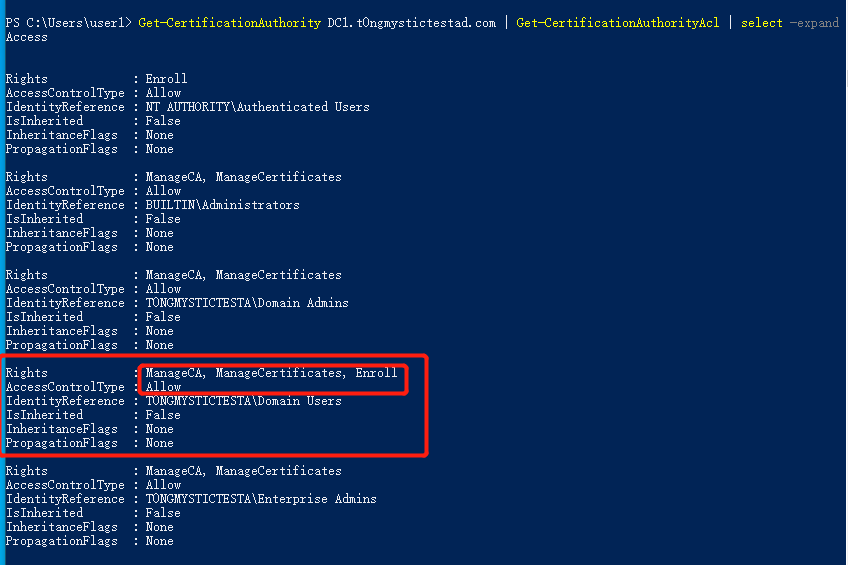 PS C:\Users\user1> Get-CertificationAuthority DC1.tOngmystictestad.com | Get-CertificationAuthorityAcl | select -expand
Access
Rights : Enroll
AccessControlType : Allow
IdentityReference : NT AUTHORITY\Authenticated Users
IsInherited : False
InheritanceFlags : None
PropagationFlags : None
Rights : ManageCA, ManageCertificates
AccessControlType : Allow
IdentityReference : BUILTIN\Administrators
IsInherited : False
InheritanceFlags : None
PropagationFlags : None
Rights : ManageCA, ManageCertificates
AccessControlType : Allow
IdentityReference : TONGMYSTICTESTA\Domain Admins
IsInherited : False
InheritanceFlags : None
PropagationFlags : None
Rights : ManageCA, ManageCertificates, Enroll
AccessControlType : Allow
IdentityReference : TONGMYSTICTESTA\Domain Users
IsInherited : False
InheritanceFlags : None
PropagationFlags : None
Rights : ManageCA, ManageCertificates
AccessControlType : Allow
IdentityReference : TONGMYSTICTESTA\Enterprise Admins
IsInherited : False
InheritanceFlags : None
PropagationFlags : None